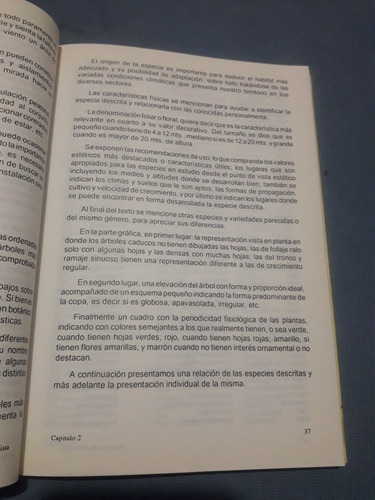 todo paramen
se y sienta la
-viento un árb
n pueden const
s y aislamien
mirada hacia
El origen de la especie es importante para deducir el habitat más
adecuado y su posibilidad de adaptación, sobre todo tratándose de las
variadas condiciones climáticas que presenta nuestro territorio en sus
diversos sectores.
Las características físicas se mencionan para ayudar a identificar la
especie descrita y relacionarla con las conocidas personalmente.
La denominación foliar o floral, quiere decir que es la característica más
relevante en cuanto a su valor decorativo. Del tamaño se dice que es
pequeño cuando tiene de 4 a 12 mts., mediano si es de 12 a 20 mts. y grande
cuando es mayor de 20 mts. de altura.
Se exponen las recomendaciones de uso, lo que comprende los valores
estéticos más destacados o característicos útiles; los lugares que son
apropiados para las especies en estudio desde el punto de vista estético
incluyendo los medios y altitudes donde se desarrollan bien; también se
indican los climas y suelos que le son aptos, las formas de propagación,
cultivo y velocidad de crecimiento, y por último se indican los lugares donde
se puede encontrar en forma desarrollada la especie descrita.
Al final del texto se menciona otras especies y variedades parecidas o
del mismo género, para apreciar sus diferencias.
En la parte gráfica, en primer lugar: la representación vista en planta en
donde los árboles caducos no tienen dibujadas las hojas, las de follaje ralo
solo con algunas hojas y las densas con muchas hojas; las del tronco y
ramaje sinuoso tienen una representación diferente a las de crecimiento
regular.
En segundo lugar, una elevación del árbol con forma y proporción ideal,
acompañado de un esquema pequeño indicando la forma predominante de
la copa, es decir si es globosa, apavasolada, irregular, etc.
Finalmente un cuadro con la periodicidad fisiológica de las plantas,
indicando con colores semejantes a los que realmente tienen, o sea verde,
cuando tienen hojas verdes; rojo, cuando tienen hojas rojas; amarillo, si
tienen flores amarillas; y marrón cuando no tienen interés ornamental o no
destacan.
A continuación presentamos una relación de las especies descritas y
más adelante la presentación individual de la misma.
Capítulo 2
37